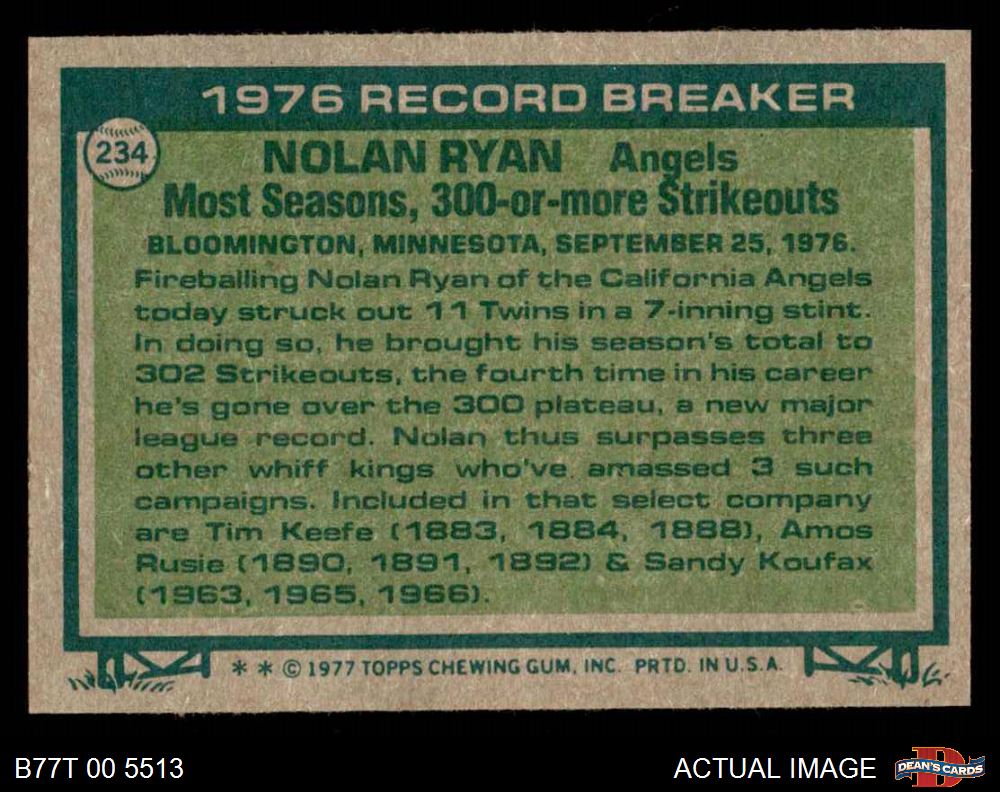 1976 RECORD BREAKER
234
NOLAN RYAN Angels
Most Seasons, 300-or-more Strikeouts
BLOOMINGTON, MINNESOTA, SEPTEMBER 25, 1976.
Fireballing Nolan Ryan of the California Angels
today struck out 11 Twins in a 7-inning stint.
In doing so, he brought his season's total to
302 Strikeouts, the fourth time in his career
he's gone over the 300 plateau, a new major
league record. Nolan thus surpasses three
other whiff kings who've amassed 3 such
campaigns. Included in that select company
are Tim Keefe (1883, 1884, 1888), Amos
Rusie (1890, 1891, 1892) & Sandy Koufax
(1963, 1965, 1966).
* * © 1977 TOPPS CHEWING GUM, INC. PRTD. IN U.S.A.
B77T 00 5513
ACTUAL IMAGE
DEAN'S CARDS